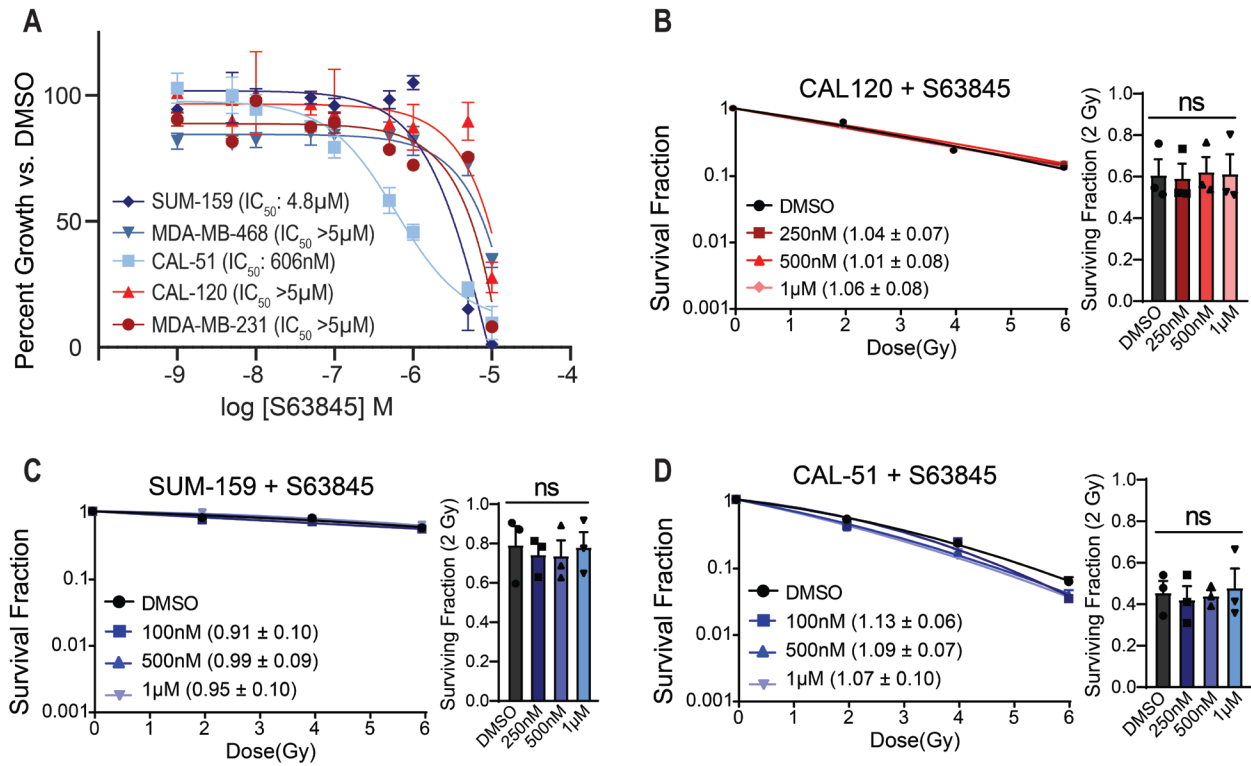 A
Percent Growth vs. DMSO
100
50
0
SUM-159 (IC50: 4.8µM)
MDA-MB-468 (IC50 >5µM)
CAL-51 (IC50: 606nM)
CAL-120 (IC50 >5µM)
MDA-MB-231 (IC50 >5µM)
-9 -8 -7 -6 -5 -4
log [S63845] M
B
CAL120 + S63845
Survival Fraction
1
0.1
0.01
0.001
DMSO
250nM (1.04 ± 0.07)
500nM (1.01 ± 0.08)
1µM (1.06 ± 0.08)
0 1 2 3 4 5 6
Dose(Gy)
Surviving Fraction (2 Gy)
1.0
0.8
0.6
0.4
0.2
0.0
ns
DMSO 250nM 500nM 1µM
C
SUM-159 + S63845
Survival Fraction
1
0.1
0.01
0.001
DMSO
100nM (0.91 ± 0.10)
500nM (0.99 ± 0.09)
1µM (0.95 ± 0.10)
0 1 2 3 4 5 6
Dose(Gy)
Surviving Fraction (2 Gy)
1.0
0.8
0.6
0.4
0.2
0.0
ns
DMSO 250nM 500nM 1µM
D
CAL-51 + S63845
Survival Fraction
1
0.1
0.01
0.001
DMSO
100nM (1.13 ± 0.06)
500nM (1.09 ± 0.07)
1µM (1.07 ± 0.10)
0 1 2 3 4 5 6
Dose(Gy)
Surviving Fraction (2 Gy)
1.0
0.8
0.6
0.4
0.2
0.0
ns
DMSO 250nM 500nM 1µM